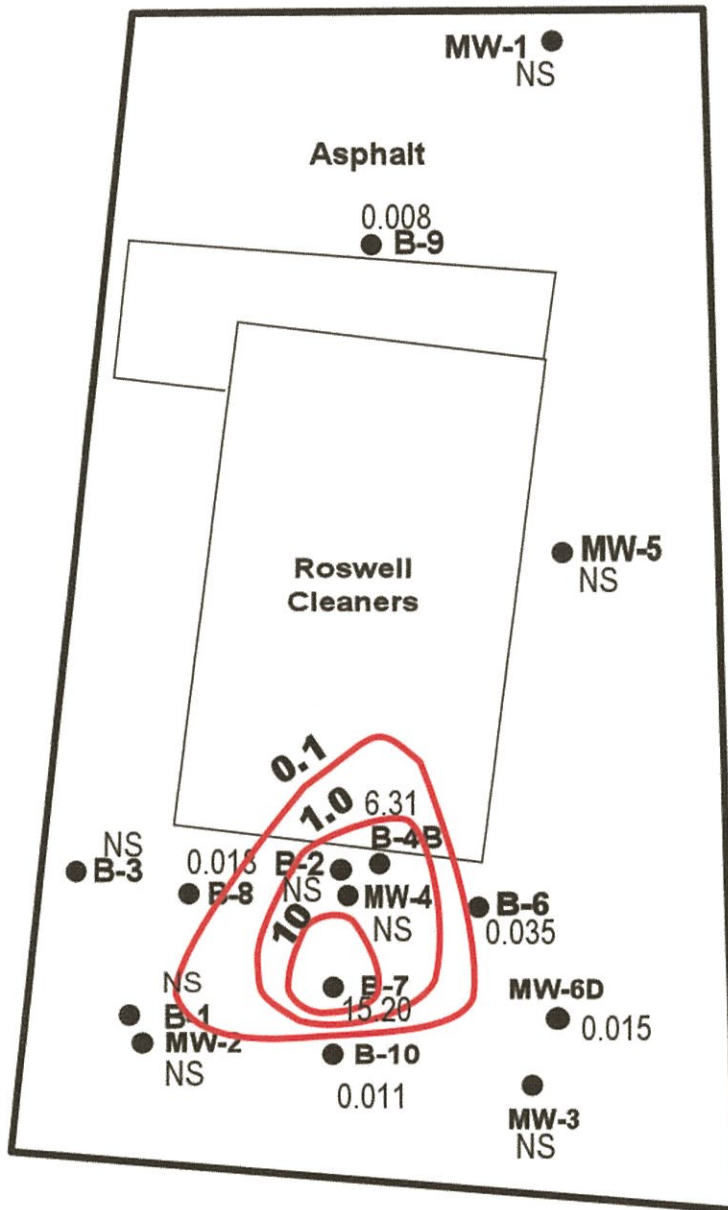 MW-1
NS
Asphalt
0.008
B-9
MW-5
NS
Roswell
Cleaners
0.1
1.0
6.31
B-4B
NS
B-3
0.018
B-8
B-2
NS
MW-4
NS
B-6
0.035
10
NS
B-1
MW-2
NS
B-7
15.20
MW-6D
0.015
B-10
0.011
MW-3
NS